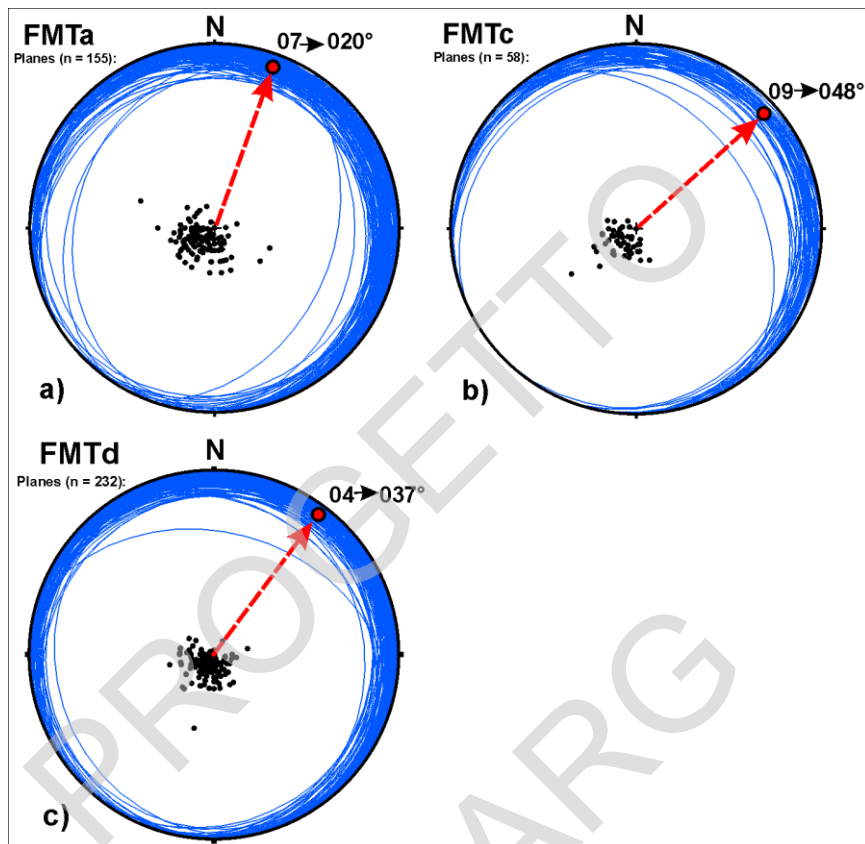 FMTa
Planes (n = 155):
N
07→020°
a)
FMTc
Planes (n = 58):
N
09→048°
b)
FMTd
Planes (n = 232):
N
04→037°
c)
PROGETTO
ARG